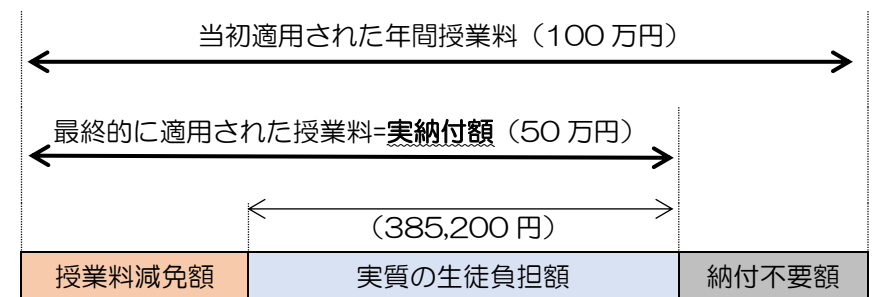 当初適用された年間授業料（100万円）
最終的に適用された授業料=実納付額（50万円）
（385,200円）
授業料減免額 実質の生徒負担額 納付不要額